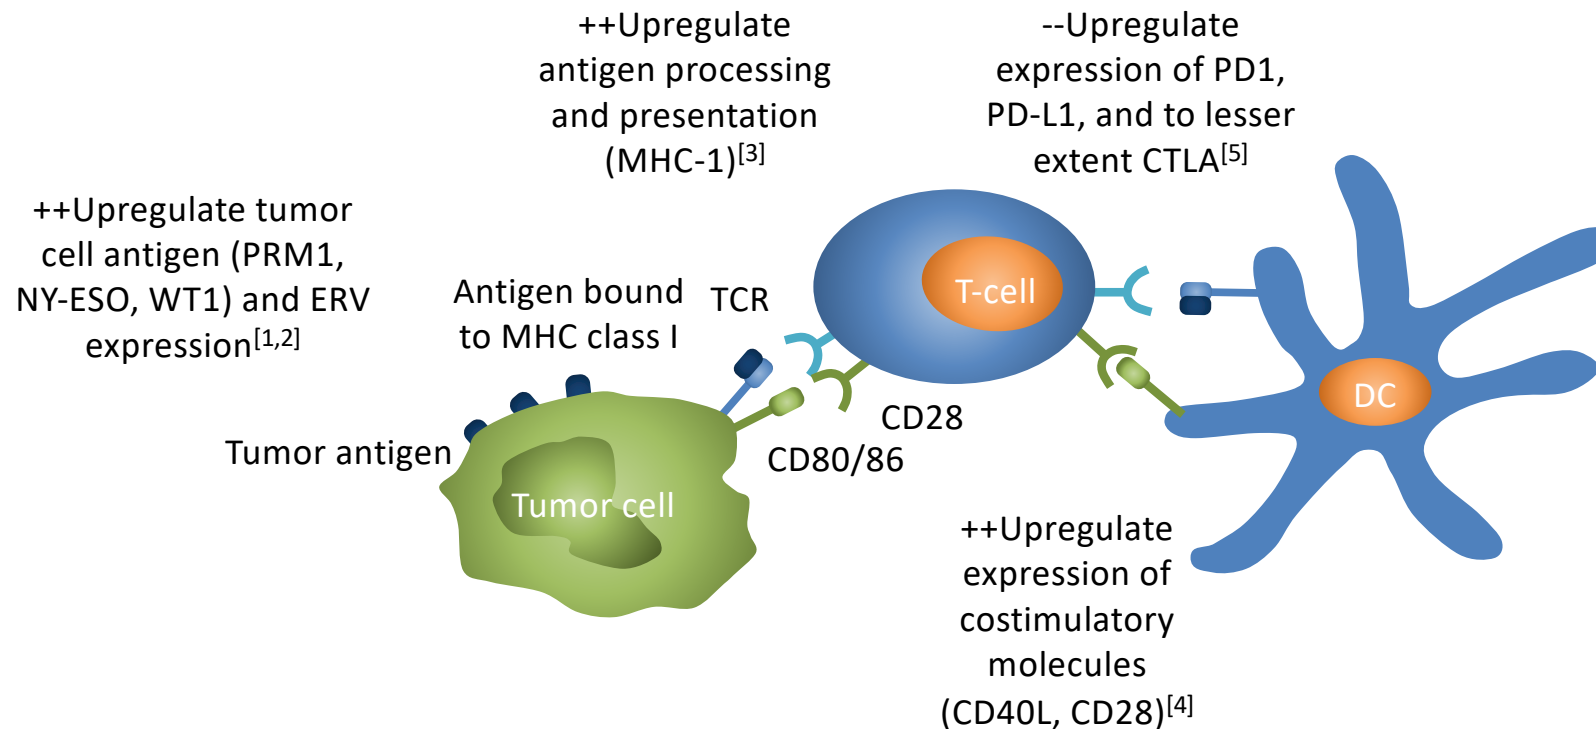 ++Upregulate
antigen processing
and presentation
(MHC-1)[3]
--Upregulate
expression of PD1,
PD-L1, and to lesser
extent CTLA[5]
++Upregulate tumor
cell antigen (PRM1,
NY-ESO, WT1) and ERV
expression[1,2]
Antigen bound
to MHC class I
TCR
T-cell
DC
CD28
CD80/86
Tumor antigen
Tumor cell
++Upregulate
expression of
costimulatory
molecules
(CD40L, CD28)[4]